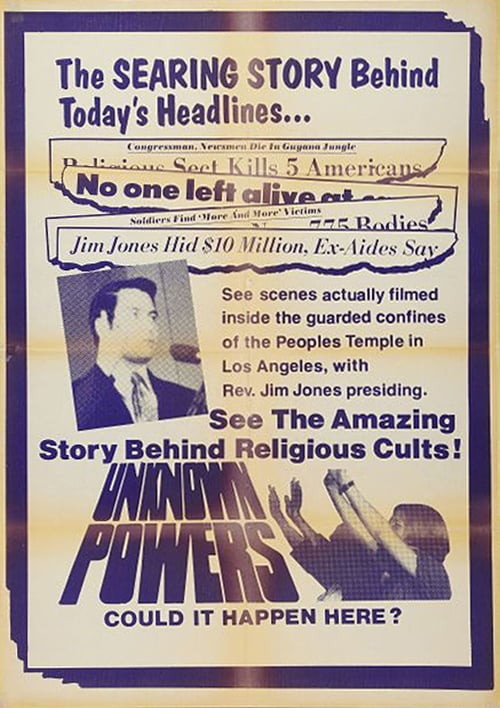 The SEARING STORY Behind
Today's Headlines...
Congressman, Newsmen Die In Guyana Jungle
Religious Sect Kills 5 Americans
No one left alive at
Soldiers Find 'More And More' Victims
775 Bodies
Jim Jones Hid $10 Million, Ex-Aides Say
See scenes actually filmed
inside the guarded confines
of the Peoples Temple in
Los Angeles, with
Rev. Jim Jones presiding.
See The Amazing
Story Behind Religious Cults!
UNKNOWN
POWERS
COULD IT HAPPEN HERE?